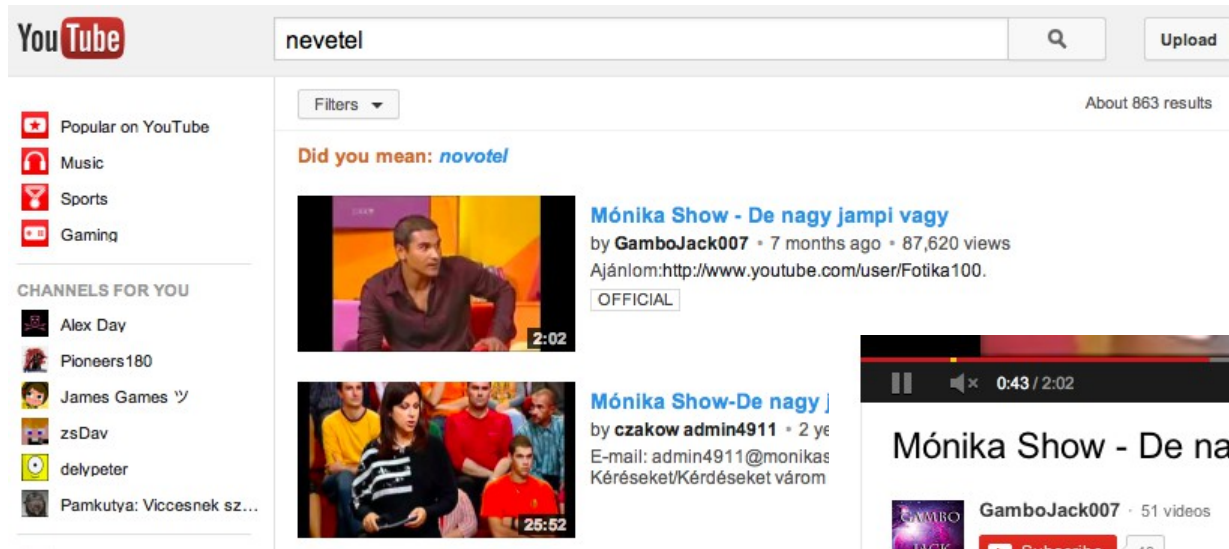 YouTube
nevetel
Upload
Filters
About 863 results
Popular on YouTube
Music
Sports
Gaming
CHANNELS FOR YOU
Alex Day
Pioneers180
James Games ツ
zsDav
delypeter
Pamkutya: Viccesnek sz...
Did you mean: novotel
Mónika Show - De nagy jampi vagy
by GamboJack007 • 7 months ago • 87,620 views
Ajánlom:http://www.youtube.com/user/Fotika100.
OFFICIAL
2:02
Mónika Show-De nagy j
by czakow admin4911 • 2 ye
E-mail: admin4911@monikas
Kéréseket/Kérdéseket várom
25:52
0:43 / 2:02
Mónika Show - De na
GamboJack007 · 51 videos
GAMBO
JACK
Subscribe